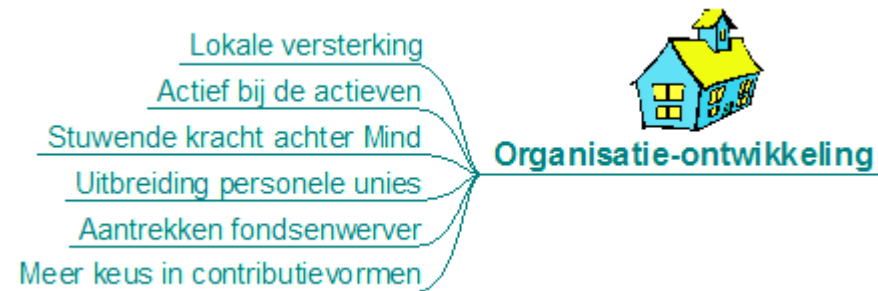 Lokale versterking
Actief bij de actieven
Stuwende kracht achter Mind
Uitbreiding personele unies
Aantrekken fondsenwerver
Meer keus in contributievormen
Organisatie-ontwikkeling